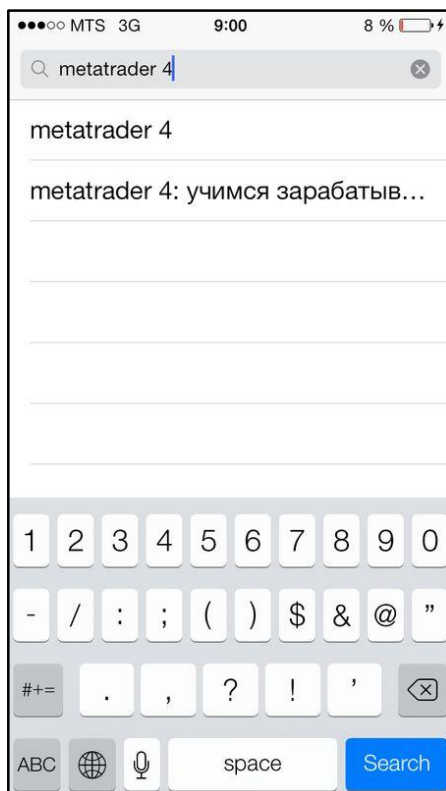 MTS 3G 9:00 8 %
metatrader 4
metatrader 4
metatrader 4: учимся зарабатыв...
1 2 3 4 5 6 7 8 9 0
- / : ; ( ) $ & @ ”
#+= . , ? ! ’
ABC space Search